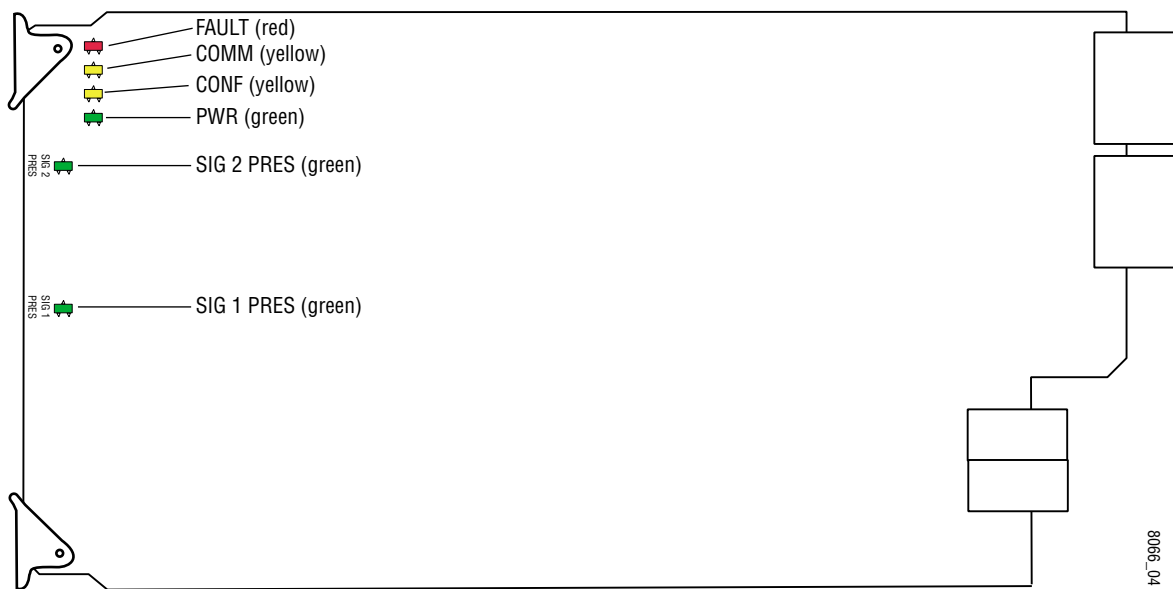 FAULT (red)
COMM (yellow)
CONF (yellow)
PWR (green)
SIG 2
PRES
SIG 2 PRES (green)
SIG 1
PRES
SIG 1 PRES (green)
8066_04